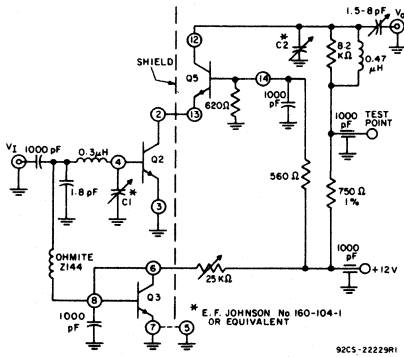 1.5-8 pF
Vo
12
*
C2
8.2
KΩ
0.47
μH
SHIELD
Q5
14
620Ω
1000
pF
1000
pF
TEST
POINT
2
13
VI
1000 pF
0.3μH
4
Q2
1.8 pF
*
C1
3
560 Ω
750 Ω
1%
OHMITE
Z144
6
25 KΩ
1000
pF
+12V
8
Q3
1000
pF
7
5
* E. F. JOHNSON No 160-104-1
OR EQUIVALENT
92CS-22229RI